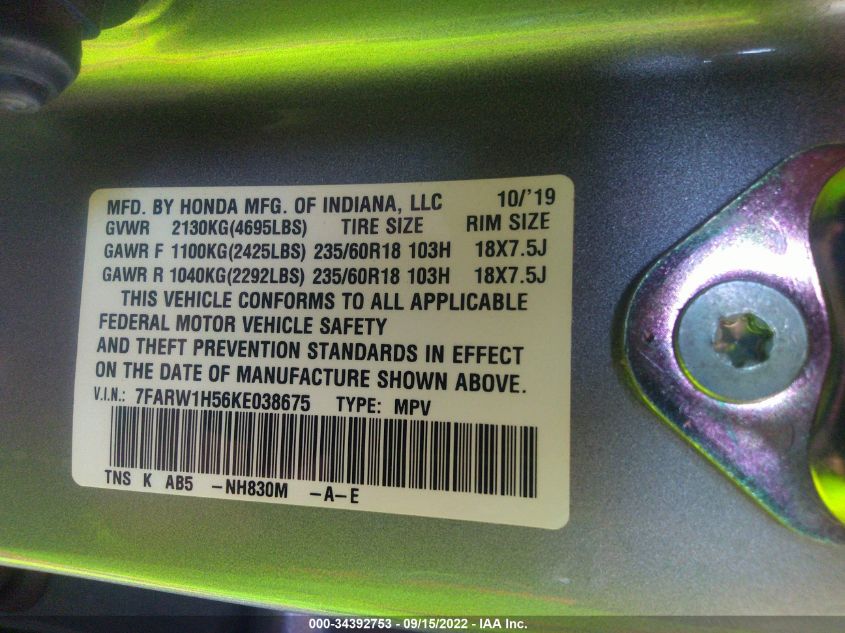 MFD. BY HONDA MFG. OF INDIANA, LLC 10/'19
GVWR 2130KG(4695LBS) TIRE SIZE RIM SIZE
GAWR F 1100KG(2425LBS) 235/60R18 103H 18X7.5J
GAWR R 1040KG(2292LBS) 235/60R18 103H 18X7.5J
THIS VEHICLE CONFORMS TO ALL APPLICABLE
FEDERAL MOTOR VEHICLE SAFETY
AND THEFT PREVENTION STANDARDS IN EFFECT
ON THE DATE OF MANUFACTURE SHOWN ABOVE.
V.I.N.: 7FARW1H56KE038675 TYPE: MPV
TNS K AB5 -NH830M -A-E
000-34392753 - 09/15/2022 - IAA Inc.